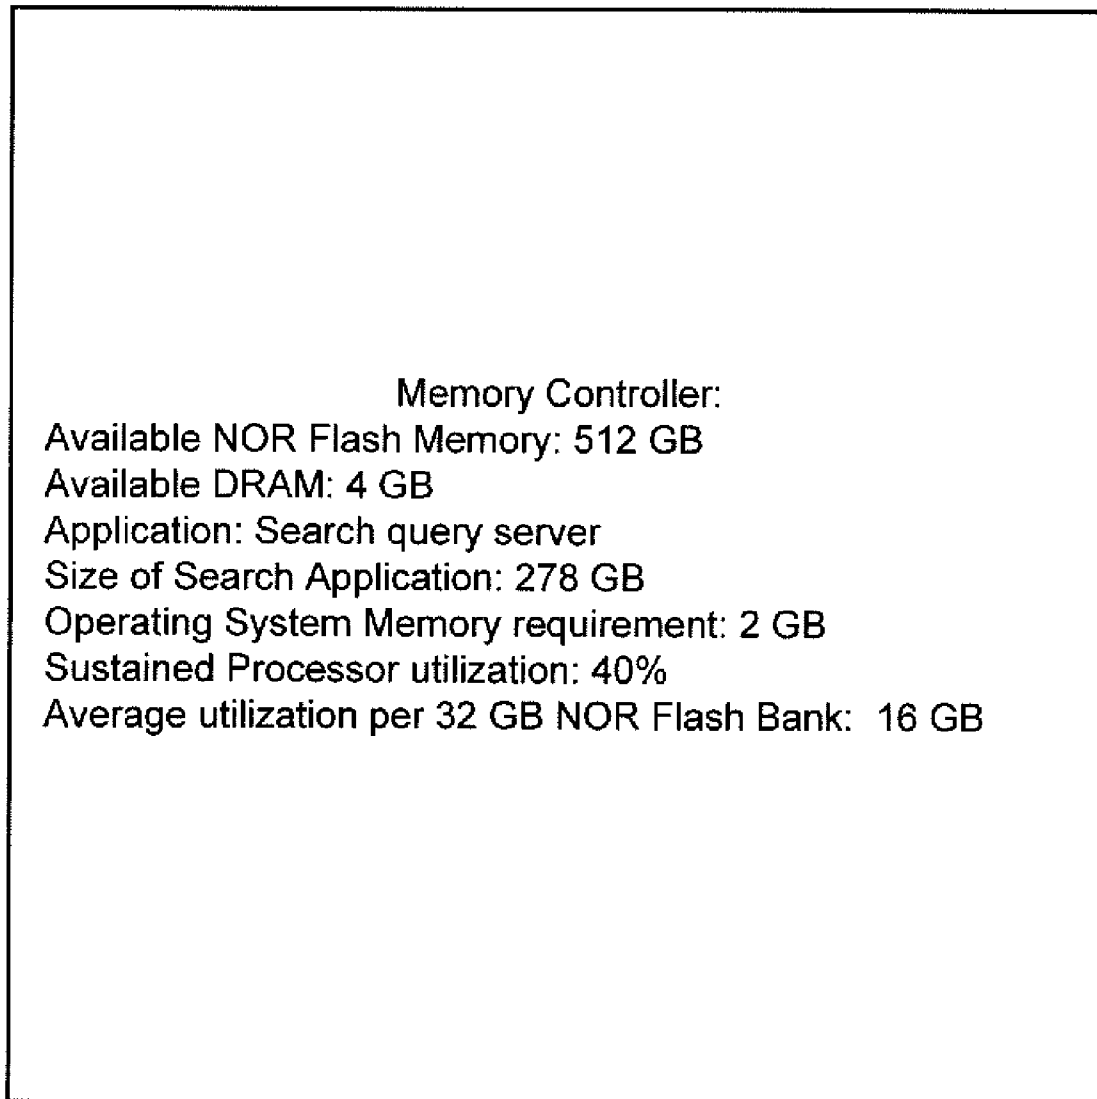 Memory Controller:
Available NOR Flash Memory: 512 GB
Available DRAM: 4 GB
Application: Search query server
Size of Search Application: 278 GB
Operating System Memory requirement: 2 GB
Sustained Processor utilization: 40%
Average utilization per 32 GB NOR Flash Bank: 16 GB